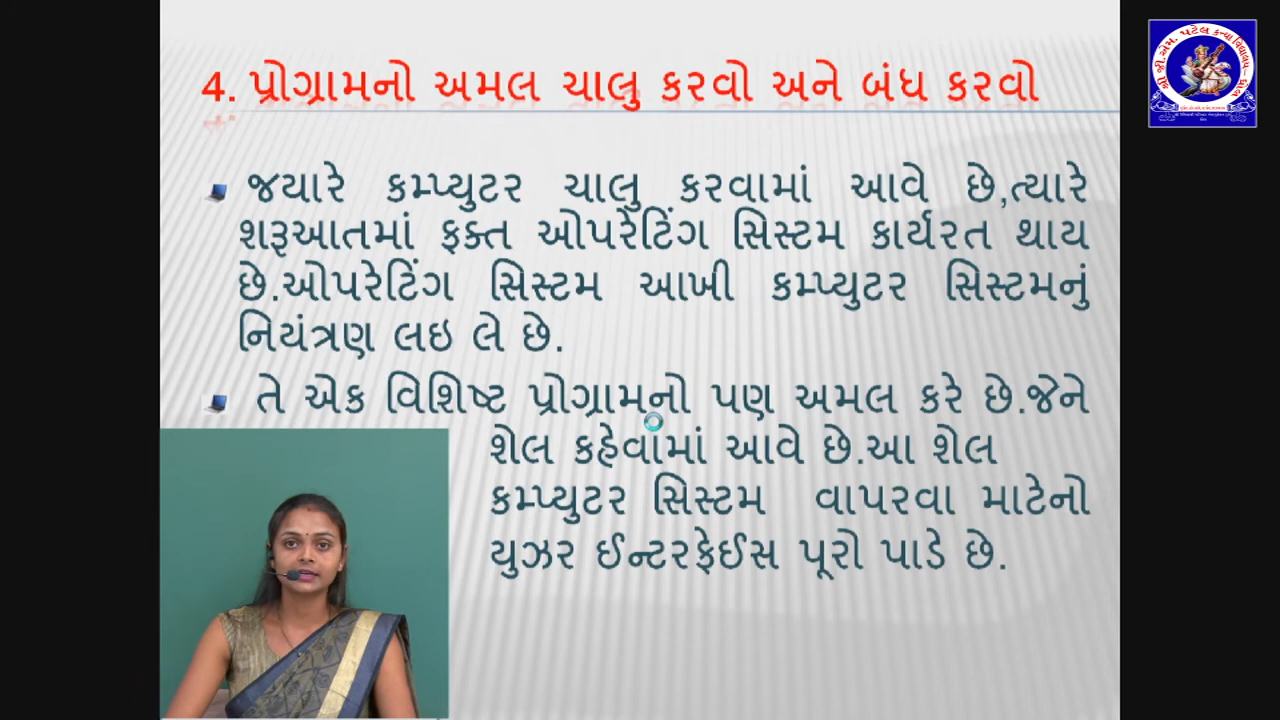 4. પ્રોગ્રામનો અમલ ચાલુ કરવો અને બંધ કરવો
જયારે કમ્પ્યુટર ચાલુ કરવામાં આવે છે,ત્યારે
શરૂઆતમાં ફક્ત ઓપરેટિંગ સિસ્ટમ કાર્યરત થાય
છે.ઓપરેટિંગ સિસ્ટમ આખી કમ્પ્યુટર સિસ્ટમનું
નિયંત્રણ લઇ લે છે.
તે એક વિશિષ્ટ પ્રોગ્રામનો પણ અમલ કરે છે.જેને
શેલ કહેવામાં આવે છે.આ શેલ
કમ્પ્યુટર સિસ્ટમ વાપરવા માટેનો
યુઝર ઈન્ટરફેઈસ પૂરો પાડે છે.